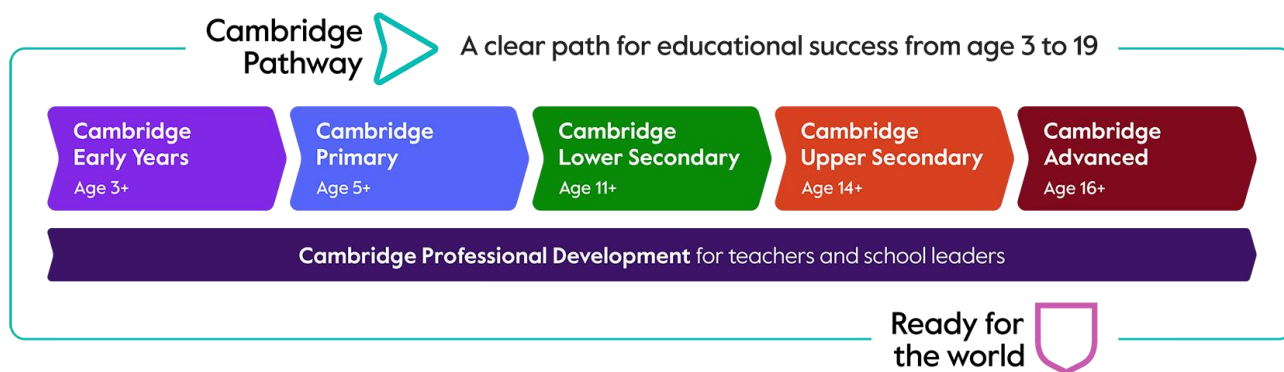 Cambridge
Pathway
A clear path for educational success from age 3 to 19
Cambridge
Early Years
Age 3+
Cambridge
Primary
Age 5+
Cambridge
Lower Secondary
Age 11+
Cambridge
Upper Secondary
Age 14+
Cambridge
Advanced
Age 16+
Cambridge Professional Development for teachers and school leaders
Ready for
the world